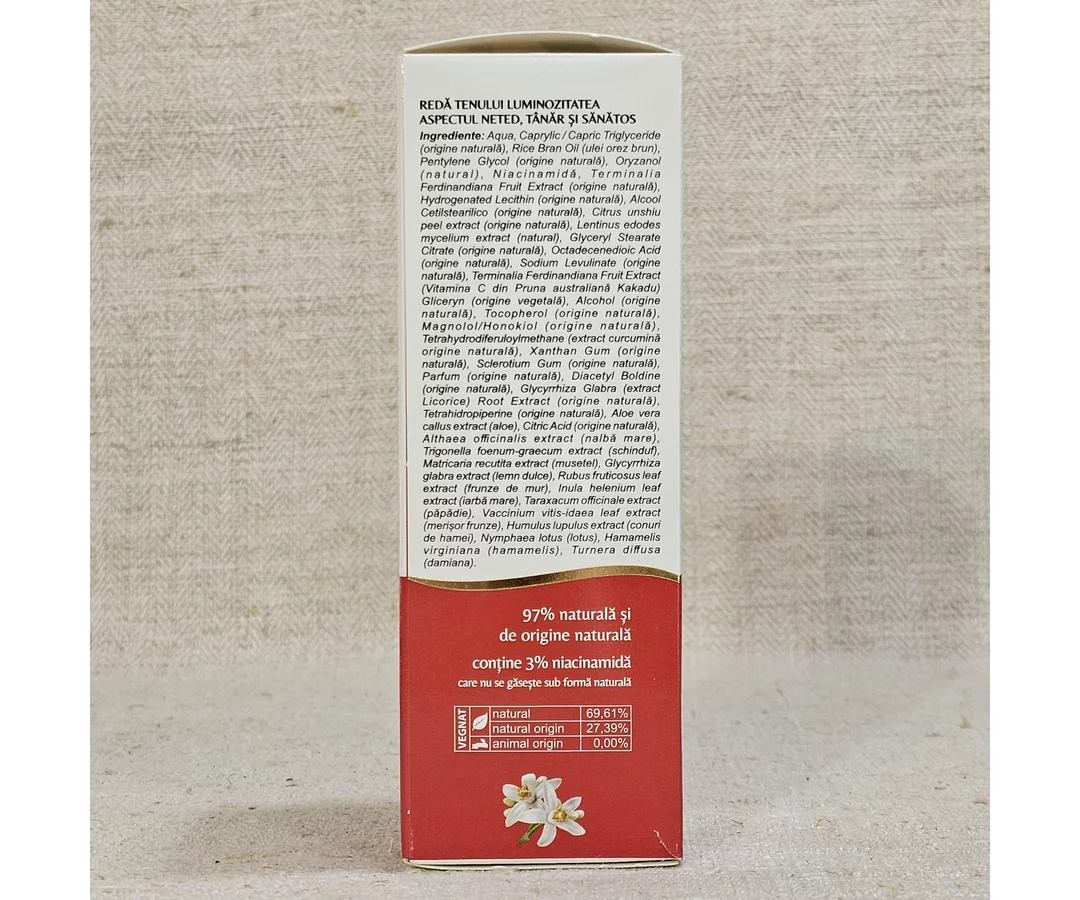 REDĂ TENULUI LUMINOZITATEA
ASPECTUL NETED, TÂNĂR ȘI SĂNĂTOS
Ingrediente: Aqua, Caprylic / Capric Triglyceride
(origine naturală), Rice Bran Oil (ulei orez brun),
Pentylene Glycol (origine naturală), Oryzanol
(natural), Niacinamidă, Terminalia
Ferdinandiana Fruit Extract (origine naturală),
Hydrogenated Lecithin (origine naturală), Alcool
Cetilstearilico (origine naturală), Citrus unshiu
peel extract (origine naturală), Lentinus edodes
mycelium extract (natural), Glyceryl Stearate
Citrate (origine naturală), Octadecenedioic Acid
(origine naturală), Sodium Levulinate (origine
naturală), Terminalia Ferdinandiana Fruit Extract
(Vitamina C din Pruna australiană Kakadu)
Gliceryn (origine vegetală), Alcohol (origine
naturală), Tocopherol (origine naturală),
Magnolol/Honokiol (origine naturală),
Tetrahydrodiferuloylmethane (extract curcumină
origine naturală), Xanthan Gum (origine
naturală), Sclerotium Gum (origine naturală),
Parfum (origine naturală), Diacetyl Boldine
(origine naturală), Glycyrrhiza Glabra (extract
Licorice) Root Extract (origine naturală),
Tetrahidropiperine (origine naturală), Aloe vera
callus extract (aloe), Citric Acid (origine naturală),
Althaea officinalis extract (nalbă mare),
Trigonella foenum-graecum extract (schinduf),
Matricaria recutita extract (musetel), Glycyrrhiza
glabra extract (lemn dulce), Rubus fruticosus leaf
extract (frunze de mur), Inula helenium leaf
extract (iarbă mare), Taraxacum officinale extract
(păpădie), Vaccinium vitis-idaea leaf extract
(merișor frunze), Humulus lupulus extract (conuri
de hamei), Nymphaea lotus (lotus), Hamamelis
virginiana (hamamelis), Turnera diffusa
(damiana).
97% naturală și
de origine naturală
conține 3% niacinamidă
care nu se găsește sub formă naturală
VEGNAT
natural 69,61%
natural origin 27,39%
animal origin 0,00%